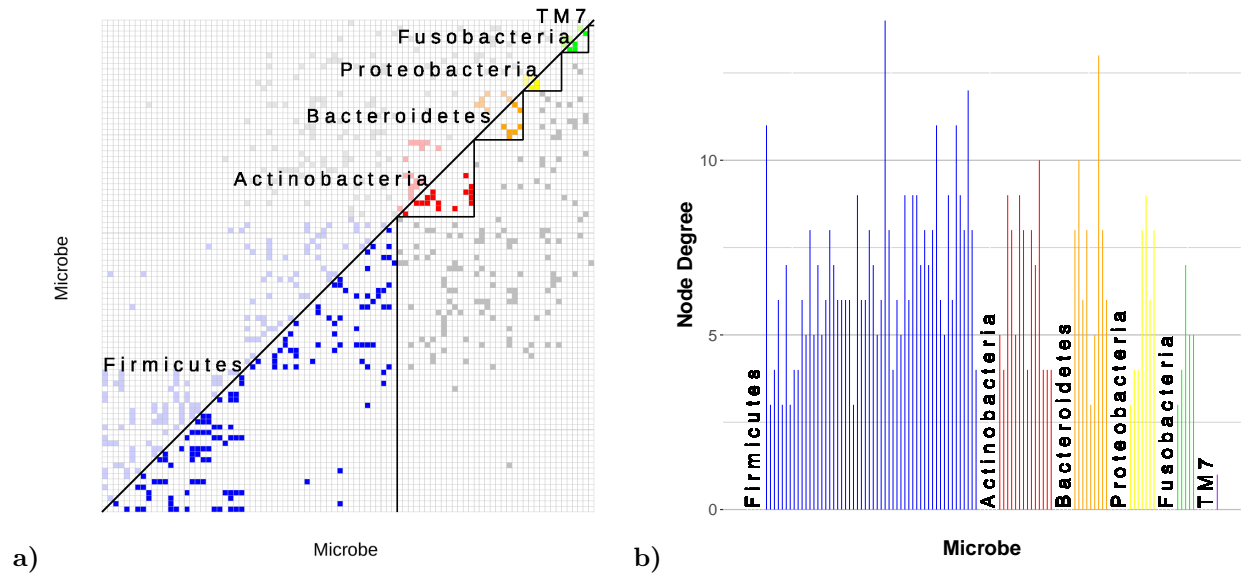 TM7
Fusobacteria
Proteobacteria
Bacteroidetes
Actinobacteria
Firmicutes
Microbe
Microbe
a)
10
5
0
Node Degree
Firmicutes
Actinobacteria
Bacteroidetes
Proteobacteria
Fusobacteria
TM7
Microbe
b)